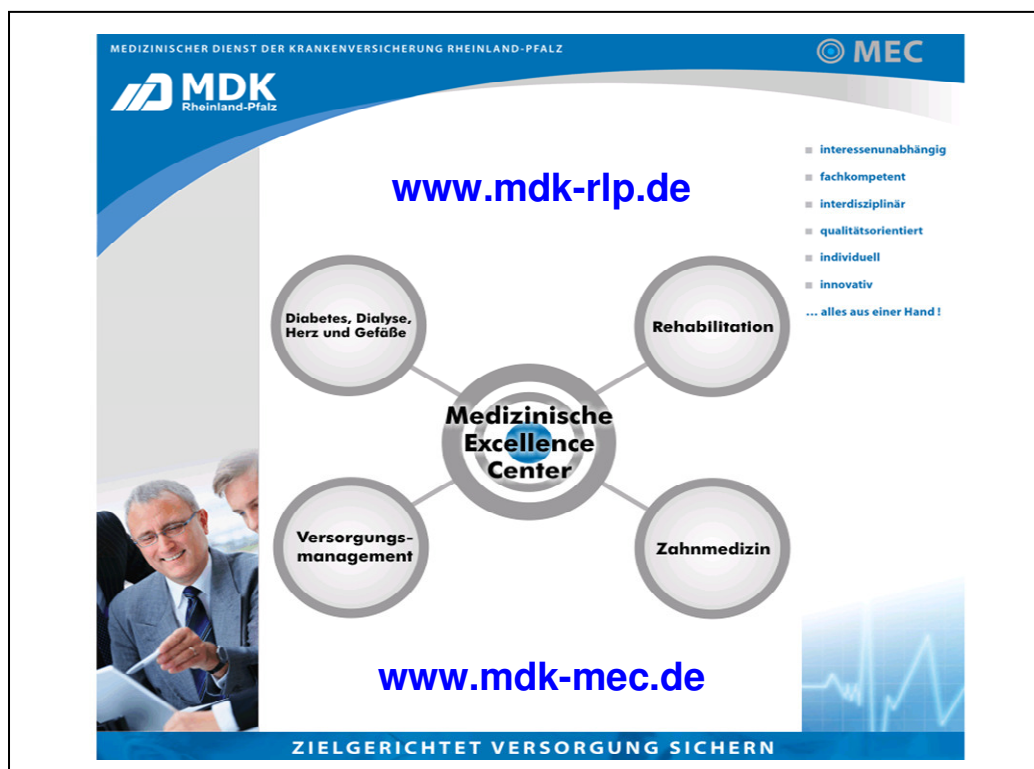 MEDIZINISCHER DIENST DER KRANKENVERSICHERUNG RHEINLAND-PFALZ
MEC
MDK
Rheinland-Pfalz
interessenunabhängig
fachkompetent
interdisziplinär
qualitätsorientiert
individuell
innovativ
... alles aus einer Hand !
www.mdk-rlp.de
Diabetes, Dialyse,
Herz und Gefäße
Rehabilitation
Medizinische
Excellence
Center
Versorgungs-
management
Zahnmedizin
www.mdk-mec.de
ZIELGERICHTET VERSORGUNG SICHERN